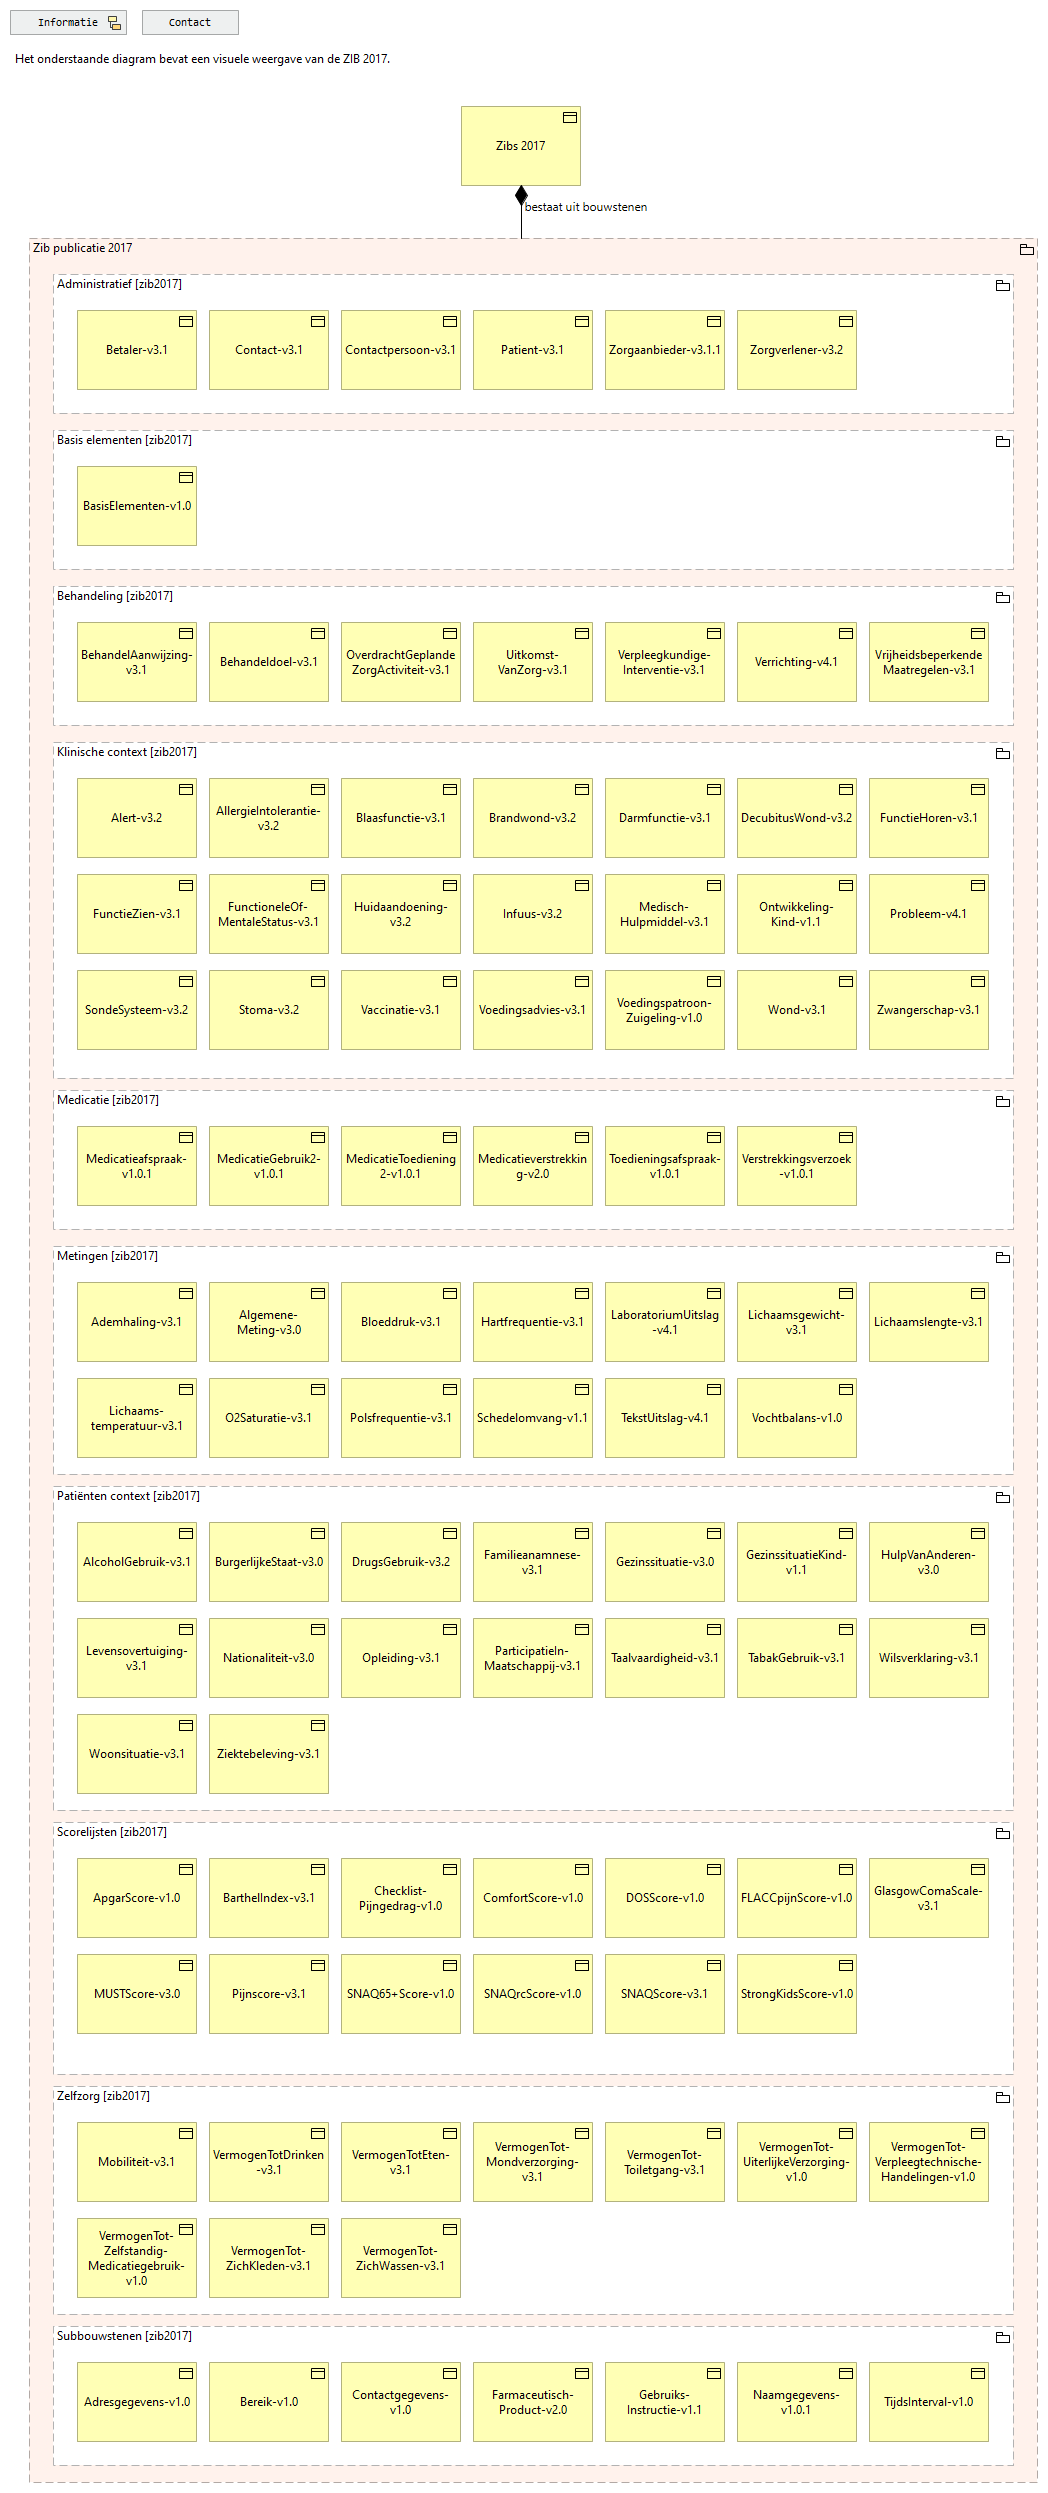 Informatie
Contact
Het onderstaande diagram bevat een visuele weergave van de ZIB 2017.
Zibs 2017
bestaat uit bouwstenen
Zib publicatie 2017
Administratief [zib2017]
Betaler-v3.1
Contact-v3.1
Contactpersoon-v3.1
Patient-v3.1
Zorgaanbieder-v3.1.1
Zorgverlener-v3.2
Basis elementen [zib2017]
BasisElementen-v1.0
Behandeling [zib2017]
BehandelAanwijzing-
v3.1
Behandeldoel-v3.1
OverdrachtGeplande
ZorgActiviteit-v3.1
Uitkomst-
VanZorg-v3.1
Verpleegkundige-
Interventie-v3.1
Verrichting-v4.1
Vrijheidsbeperkende
Maatregelen-v3.1
Klinische context [zib2017]
Alert-v3.2
AllergieIntolerantie-
v3.2
Blaasfunctie-v3.1
Brandwond-v3.2
Darmfunctie-v3.1
DecubitusWond-v3.2
FunctieHoren-v3.1
FunctieZien-v3.1
FunctioneleOf-
MentaleStatus-v3.1
Huidaandoening-
v3.2
Infuus-v3.2
Medisch-
Hulpmiddel-v3.1
Ontwikkeling-
Kind-v1.1
Probleem-v4.1
SondeSysteem-v3.2
Stoma-v3.2
Vaccinatie-v3.1
Voedingsadvies-v3.1
Voedingspatroon-
Zuigeling-v1.0
Wond-v3.1
Zwangerschap-v3.1
Medicatie [zib2017]
Medicatieafspraak-
v1.0.1
MedicatieGebruik2-
v1.0.1
MedicatieToediening
2-v1.0.1
Medicatieverstrekkin
g-v2.0
Toedieningsafspraak-
v1.0.1
Verstrekkingsverzoek
-v1.0.1
Metingen [zib2017]
Ademhaling-v3.1
Algemene-
Meting-v3.0
Bloeddruk-v3.1
Hartfrequentie-v3.1
LaboratoriumUitslag
-v4.1
Lichaamsgewicht-
v3.1
Lichaamslengte-v3.1
Lichaams-
temperatuur-v3.1
O2Saturatie-v3.1
Polsfrequentie-v3.1
Schedelomvang-v1.1
TekstUitslag-v4.1
Vochtbalans-v1.0
Patiënten context [zib2017]
AlcoholGebruik-v3.1
BurgerlijkeStaat-v3.0
DrugsGebruik-v3.2
Familieanamnese-
v3.1
Gezinssituatie-v3.0
GezinssituatieKind-
v1.1
HulpVanAnderen-
v3.0
Levensovertuiging-
v3.1
Nationaliteit-v3.0
Opleiding-v3.1
ParticipatieIn-
Maatschappij-v3.1
Taalvaardigheid-v3.1
TabakGebruik-v3.1
Wilsverklaring-v3.1
Woonsituatie-v3.1
Ziektebeleving-v3.1
Scorelijsten [zib2017]
ApgarScore-v1.0
BarthelIndex-v3.1
Checklist-
Pijngedrag-v1.0
ComfortScore-v1.0
DOSScore-v1.0
FLACCpijnScore-v1.0
GlasgowComaScale-
v3.1
MUSTScore-v3.0
Pijnscore-v3.1
SNAQ65+Score-v1.0
SNAQrcScore-v1.0
SNAQScore-v3.1
StrongKidsScore-v1.0
Zelfzorg [zib2017]
Mobiliteit-v3.1
VermogenTotDrinken
-v3.1
VermogenTotEten-
v3.1
VermogenTot-
Mondverzorging-
v3.1
VermogenTot-
Toiletgang-v3.1
VermogenTot-
UiterlijkeVerzorging-
v1.0
VermogenTot-
Verpleegtechnische-
Handelingen-v1.0
VermogenTot-
Zelfstandig-
Medicatiegebruik-
v1.0
VermogenTot-
ZichKleden-v3.1
VermogenTot-
ZichWassen-v3.1
Subbouwstenen [zib2017]
Adresgegevens-v1.0
Bereik-v1.0
Contactgegevens-
v1.0
Farmaceutisch-
Product-v2.0
Gebruiks-
Instructie-v1.1
Naamgegevens-
v1.0.1
TijdsInterval-v1.0